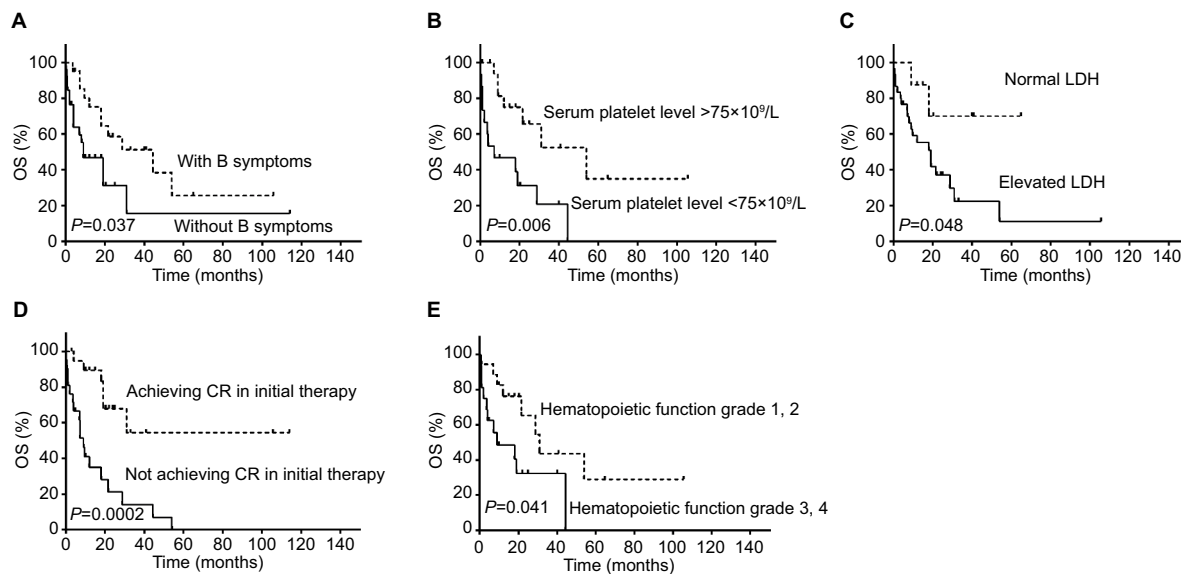 A
OS (%)
100
80
60
40
20
0
With B symptoms
Without B symptoms
P=0.037
0 20 40 60 80 100 120 140
Time (months)
B
OS (%)
100
80
60
40
20
0
Serum platelet level >75×10⁹/L
Serum platelet level <75×10⁹/L
P=0.006
0 20 40 60 80 100 120 140
Time (months)
C
OS (%)
100
80
60
40
20
0
Normal LDH
Elevated LDH
P=0.048
0 20 40 60 80 100 120 140
Time (months)
D
OS (%)
100
80
60
40
20
0
Achieving CR in initial therapy
Not achieving CR in initial therapy
P=0.0002
0 20 40 60 80 100 120 140
Time (months)
E
OS (%)
100
80
60
40
20
0
Hematopoietic function grade 1, 2
Hematopoietic function grade 3, 4
P=0.041
0 20 40 60 80 100 120 140
Time (months)